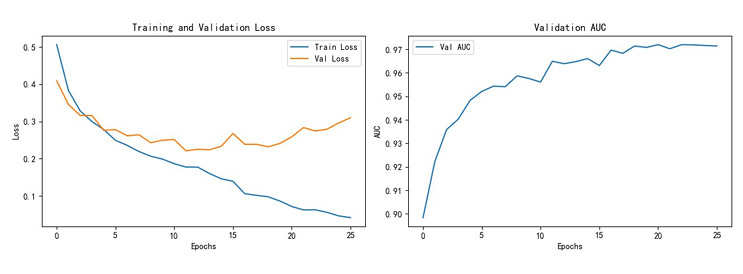 Training and Validation Loss
Train Loss
Val Loss
0.5
0.4
0.3
0.2
0.1
Loss
0
5
10
15
20
25
Epochs
Validation AUC
Val AUC
0.97
0.96
0.95
0.94
0.93
0.92
0.91
0.90
AUC
0
5
10
15
20
25
Epochs